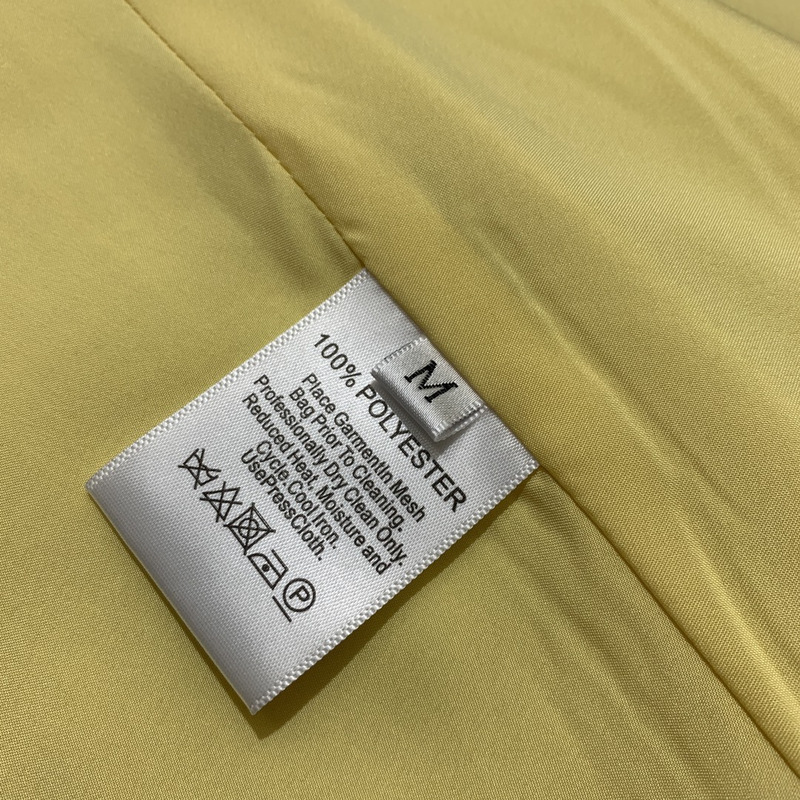 M
100% POLYESTER
Place GarmentIn Mesh
Bag Prior To Cleaning.
Professionally Dry Clean Only.
Reduced Heat, Moisture and
Cycle.Cool Iron.
UsePressCloth.
P